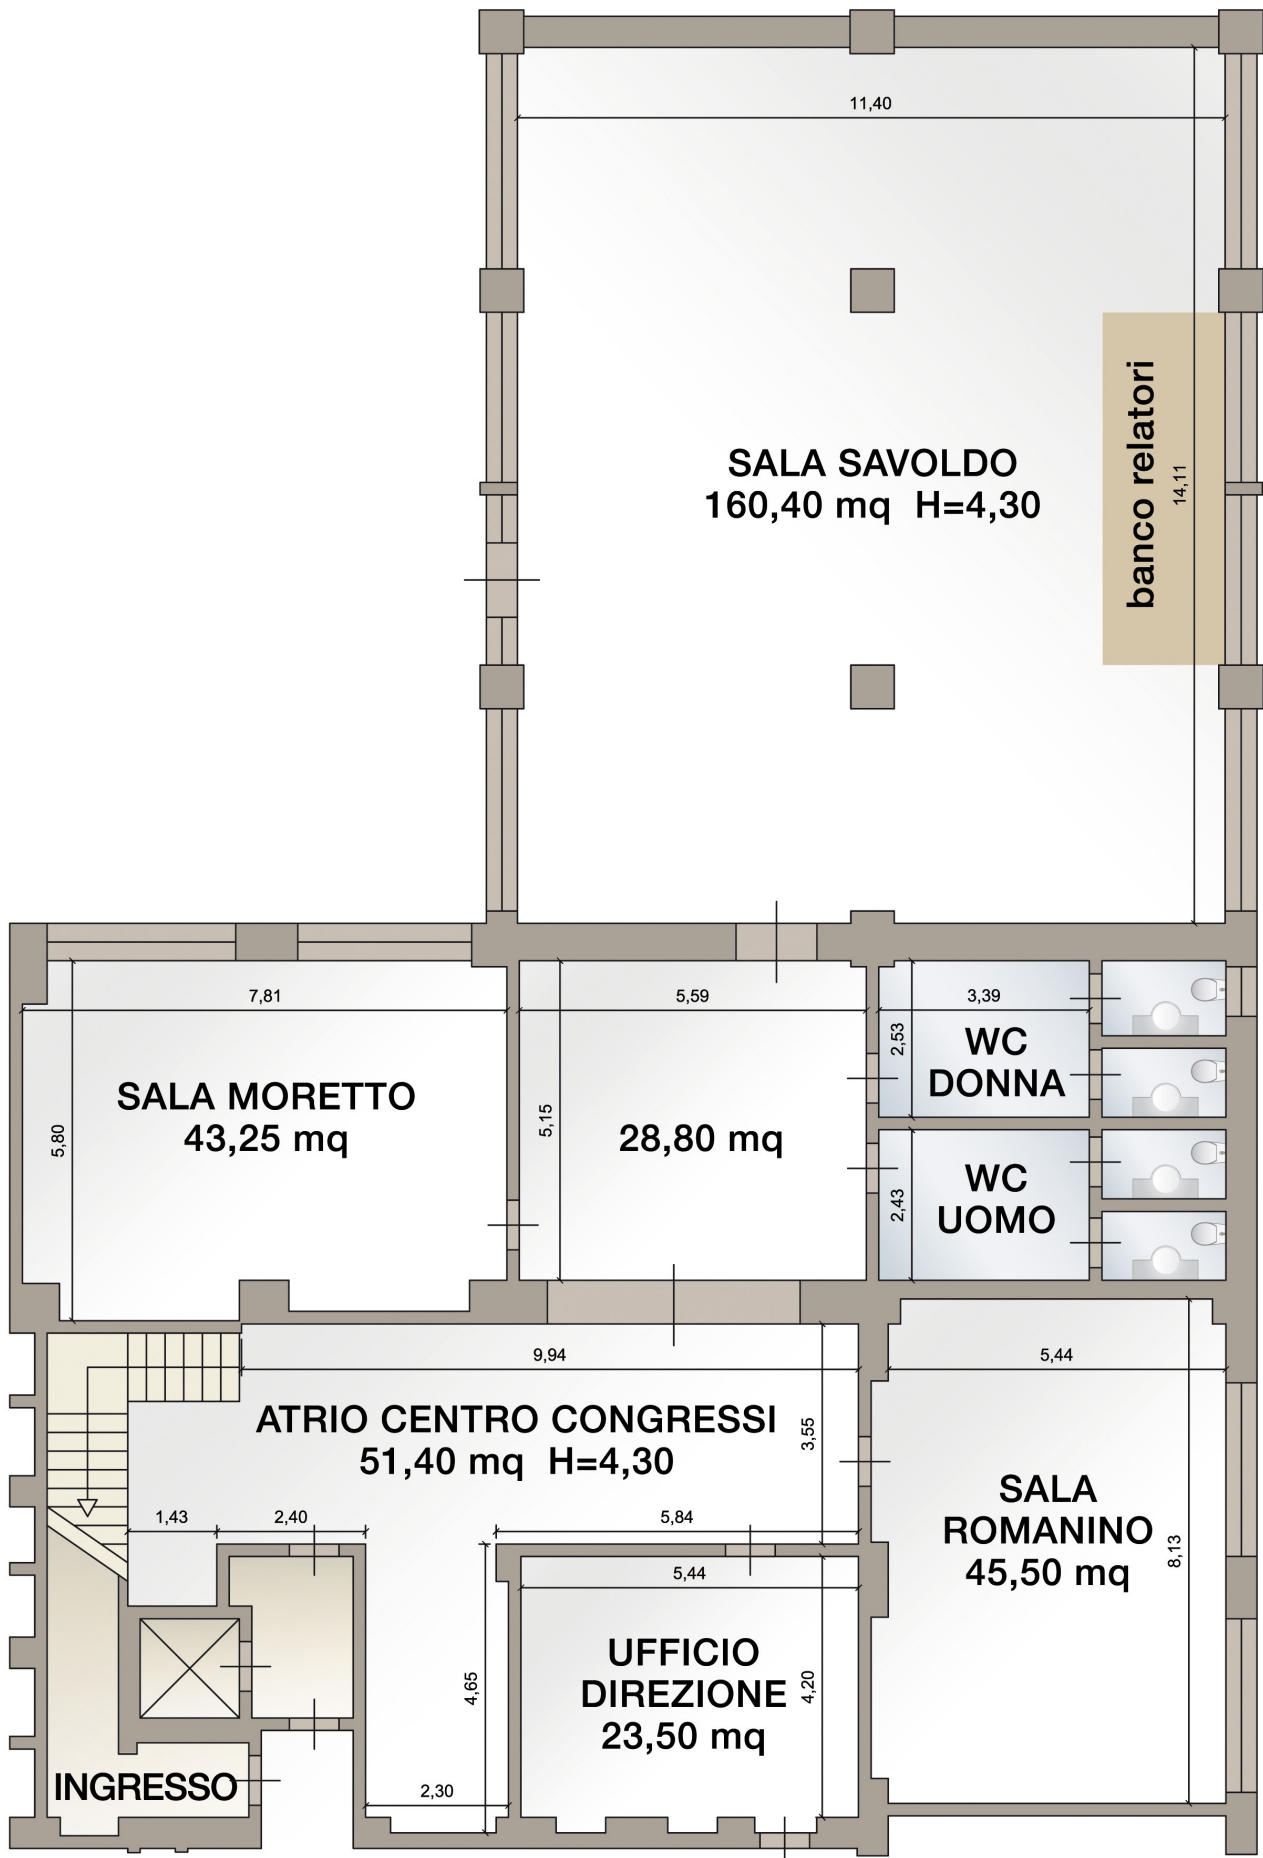 11,40
banco relatori
14,11
SALA SAVOLDO
160,40 mq  H=4,30
7,81
5,59
3,39
2,53
WC
DONNA
SALA MORETTO
43,25 mq
5,80
5,15
28,80 mq
2,43
WC
UOMO
9,94
5,44
ATRIO CENTRO CONGRESSI
51,40 mq  H=4,30
3,55
SALA
ROMANINO
45,50 mq
8,13
1,43
2,40
5,84
5,44
UFFICIO
DIREZIONE
23,50 mq
4,65
4,20
INGRESSO
2,30